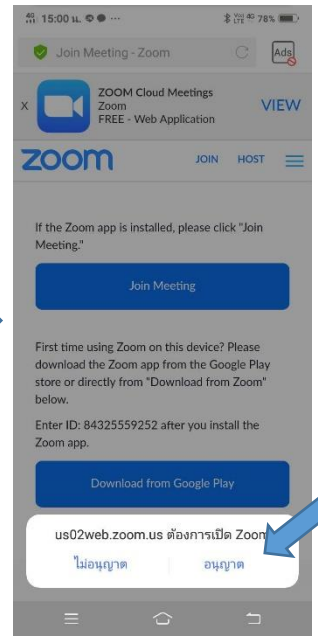 4G 15:00 น. ···
VoLTE 4G 78%
Join Meeting - Zoom
Ads
X
ZOOM Cloud Meetings
Zoom
FREE - Web Application
VIEW
zoom
JOIN HOST
If the Zoom app is installed, please click "Join
Meeting."
Join Meeting
First time using Zoom on this device? Please
download the Zoom app from the Google Play
store or directly from "Download from Zoom"
below.
Enter ID: 84325559252 after you install the
Zoom app.
Download from Google Play
us02web.zoom.us ต้องการเปิด Zoom
ไม่อนุญาต อนุญาต